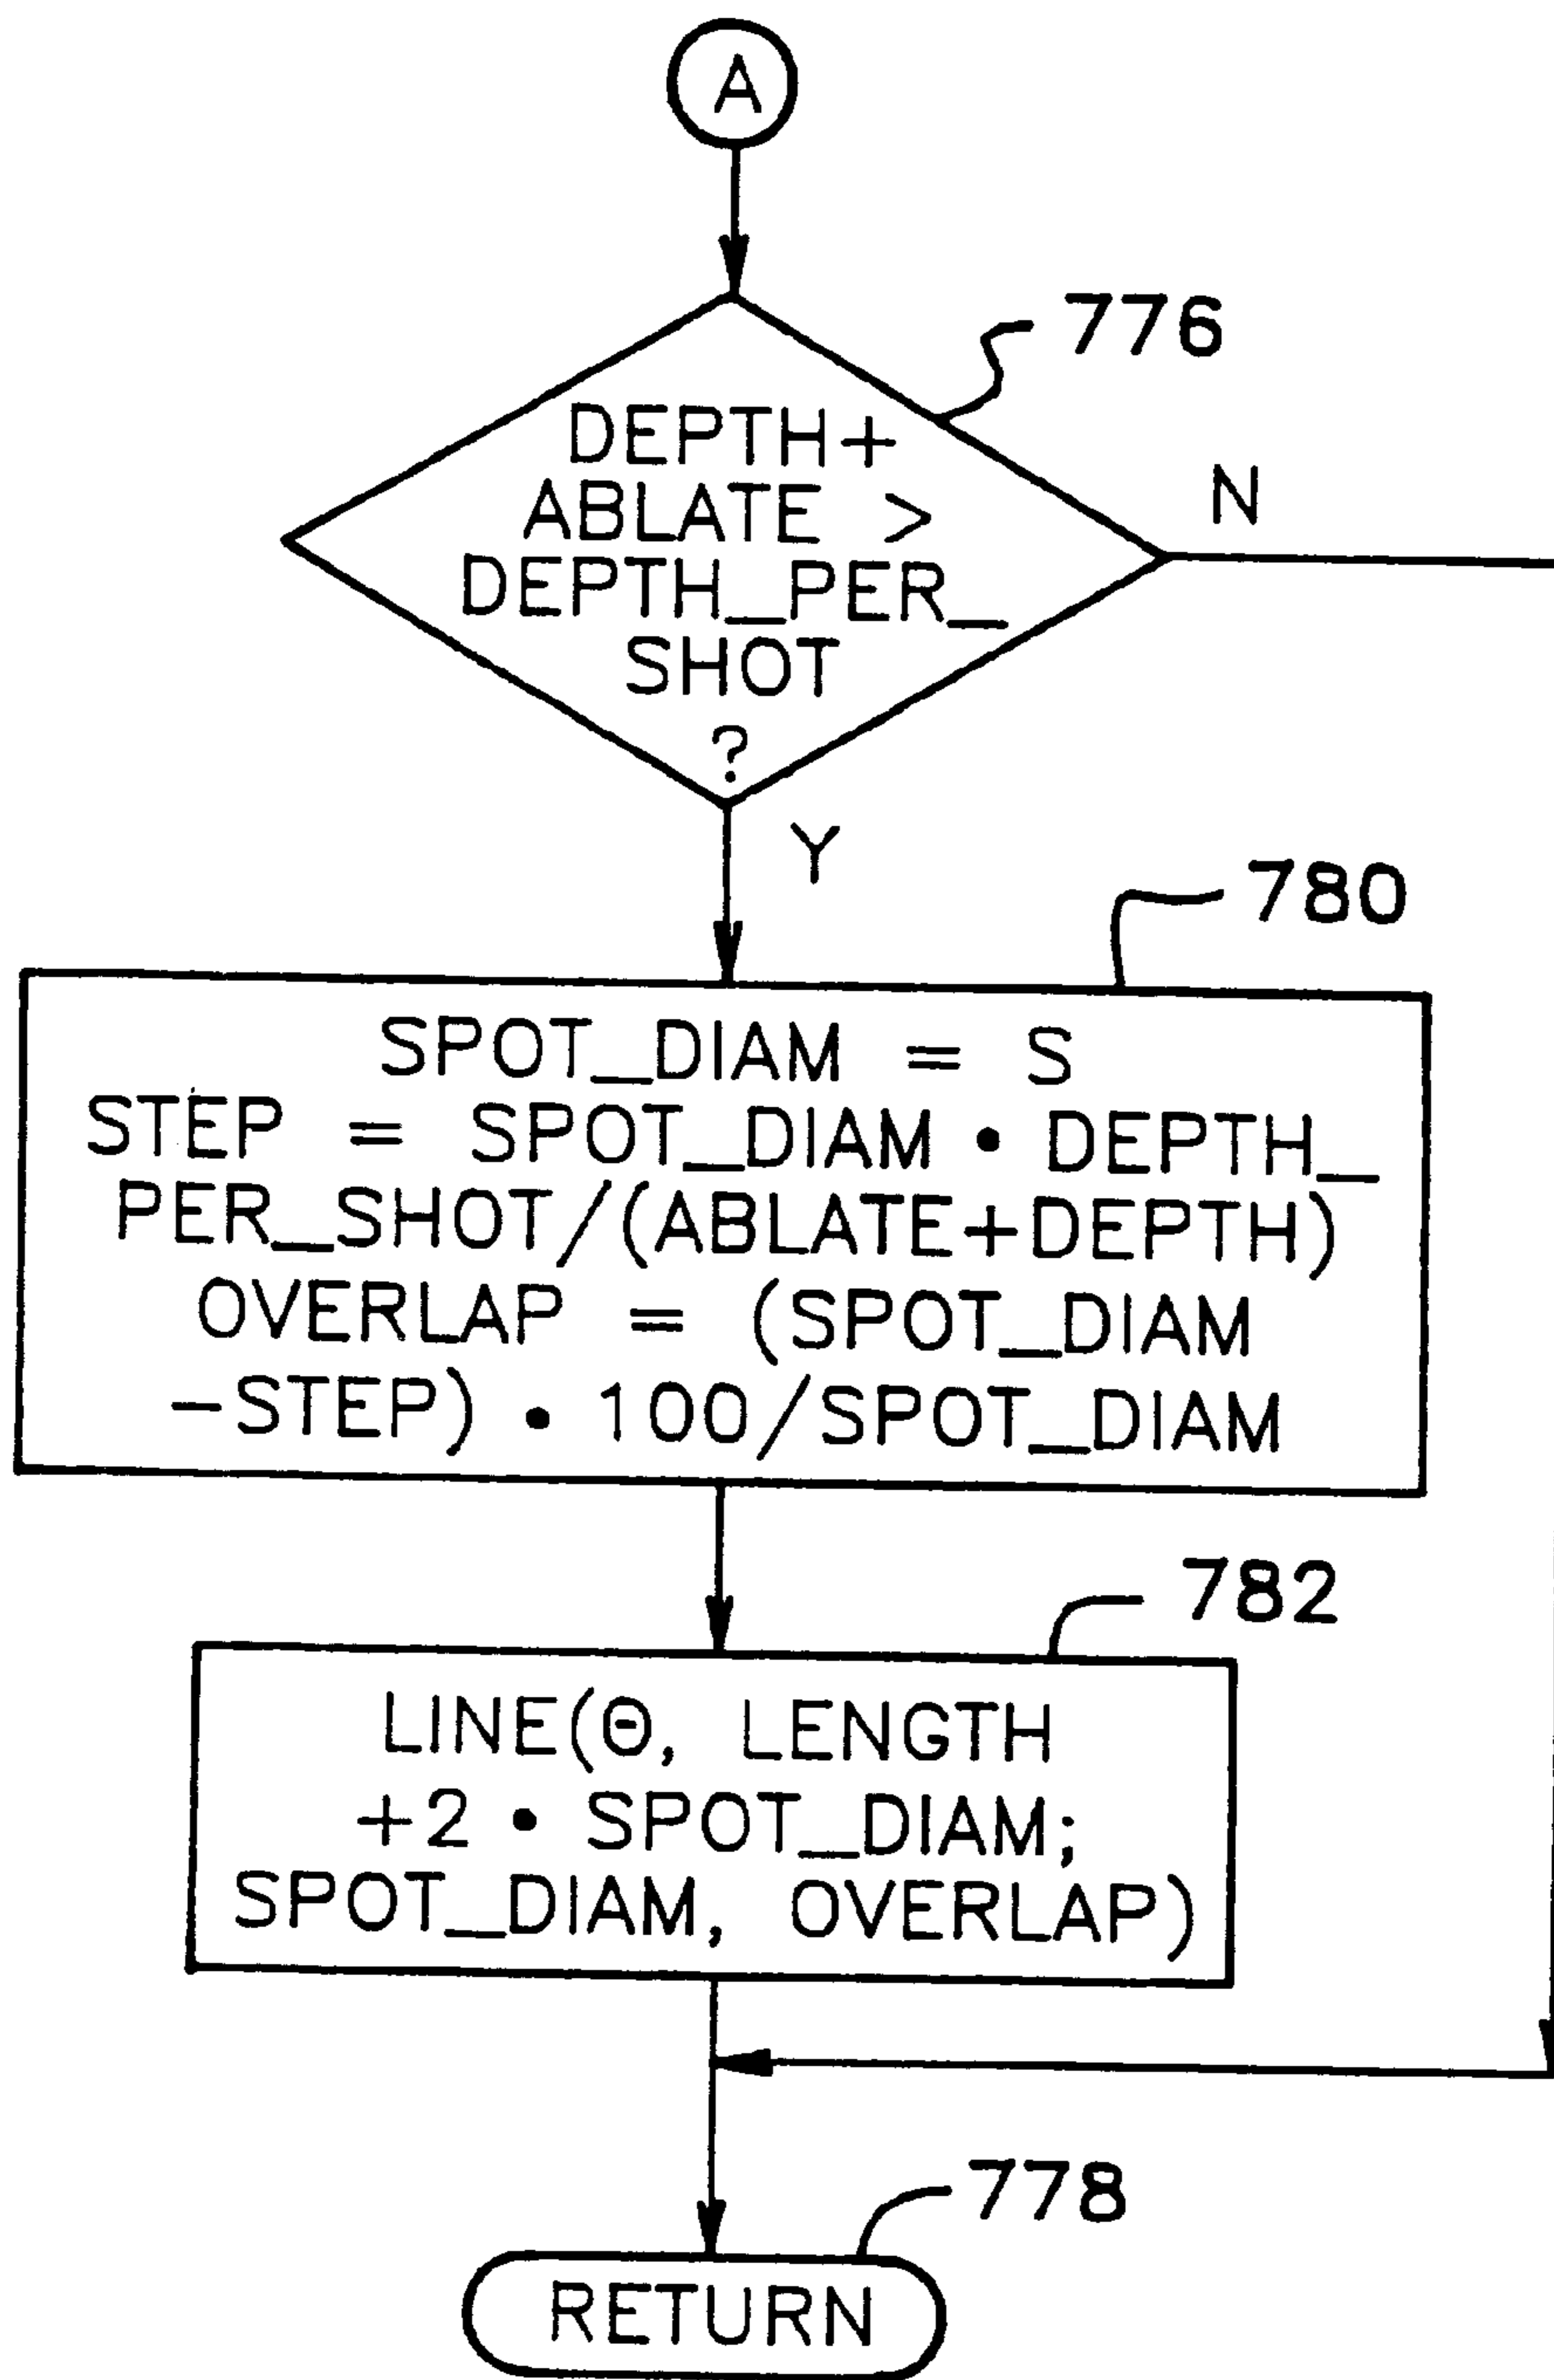 A
776
DEPTH+
ABLATE >
DEPTH_PER_
SHOT
?
N
Y
780
SPOT_DIAM = S
STEP = SPOT_DIAM • DEPTH_
PER_SHOT/(ABLATE+DEPTH)
OVERLAP = (SPOT_DIAM
-STEP) • 100/SPOT_DIAM
782
LINE(Θ, LENGTH
+2 • SPOT_DIAM;
SPOT_DIAM, OVERLAP)
778
RETURN